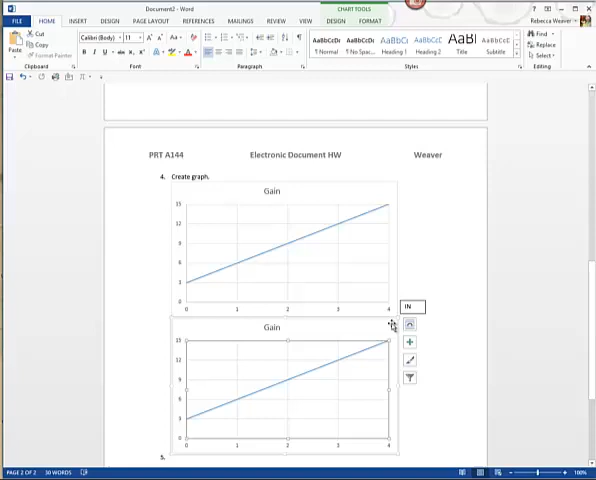 Document2 - Word
CHART TOOLS
FILE HOME INSERT DESIGN PAGE LAYOUT REFERENCES MAILINGS REVIEW VIEW DESIGN FORMAT
Rebecca Weaver
Paste
Cut
Copy
Format Painter
Calibri (Body) 11
AaBbCcDc AaBbCcDc AaBbCc AaBbCcC AaBl AaBbCcC
¶ Normal ¶ No Spac... Heading 1 Heading 2 Title Subtitle
Find
Replace
Select
Clipboard Font Paragraph Styles Editing
PRT A144 Electronic Document HW Weaver
4. Create graph.
Gain
15
12
9
6
3
0
0 1 2 3 4
IN
Gain
15
12
9
6
3
0
0 1 2 3 4
5.
PAGE 2 OF 2 30 WORDS
100%